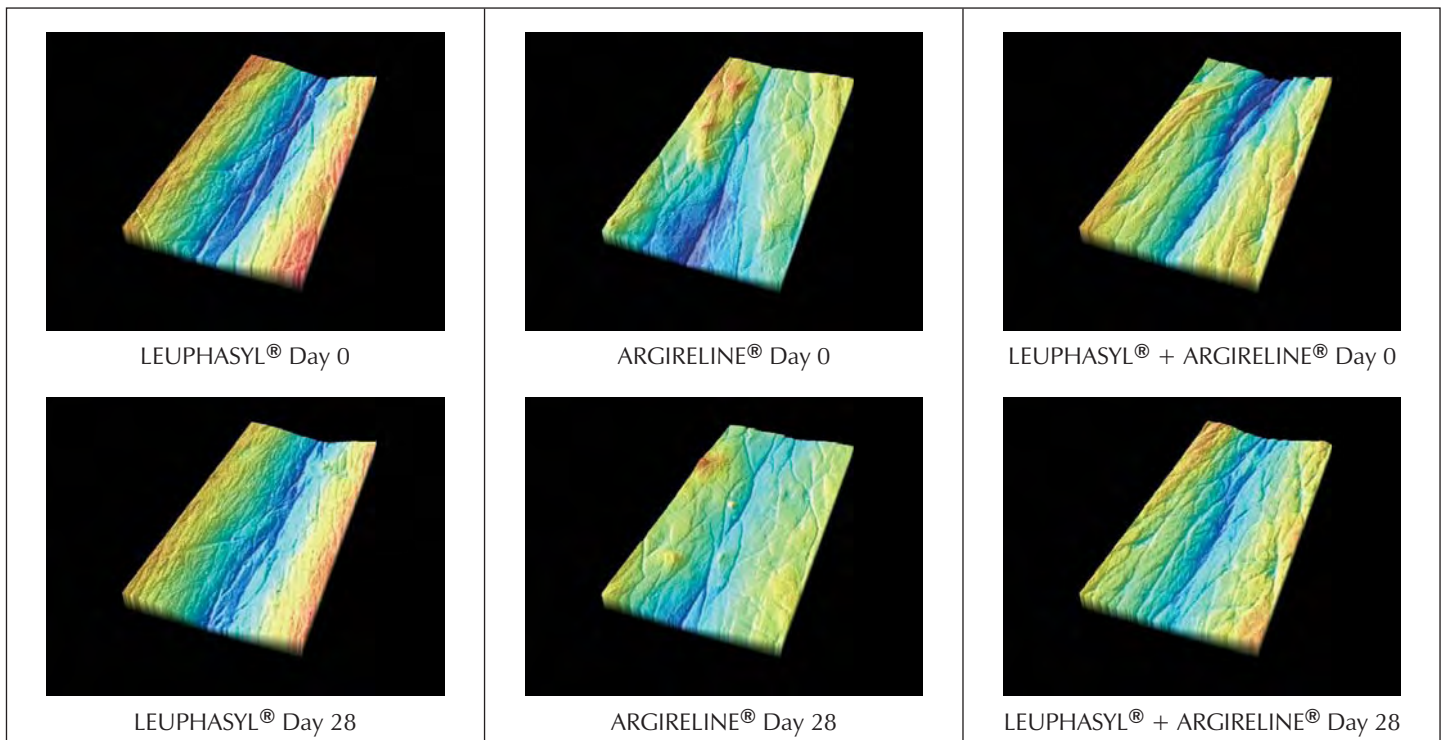 LEUPHASYL® Day 0
ARGIRELINE® Day 0
LEUPHASYL® + ARGIRELINE® Day 0
LEUPHASYL® Day 28
ARGIRELINE® Day 28
LEUPHASYL® + ARGIRELINE® Day 28